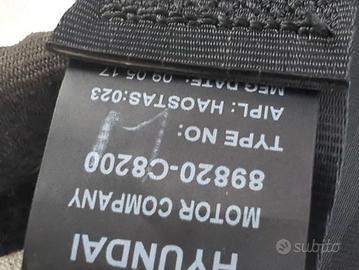 HYUNDAI
MOTOR COMPANY
89820-C8200
TYPE NO:
AIPL: HAOSTAS:023
MFG DATE: 09.05.17
subito